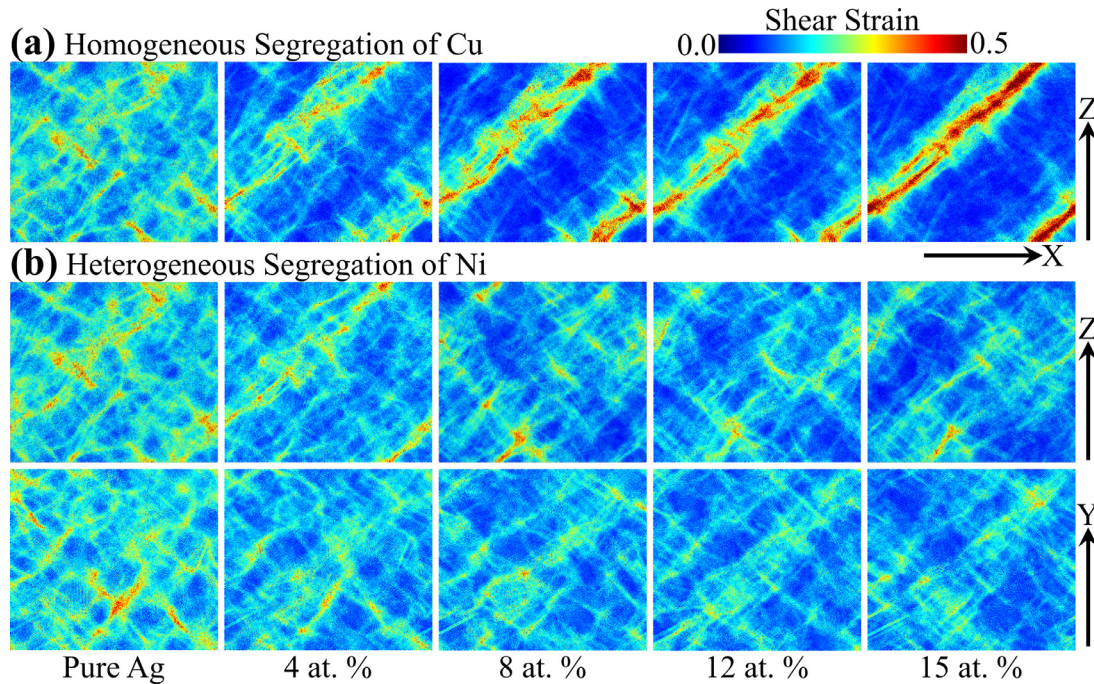 Shear Strain
(a) Homogeneous Segregation of Cu
0.0 0.5
Z
X
(b) Heterogeneous Segregation of Ni
Z
Y
Pure Ag 4 at. % 8 at. % 12 at. % 15 at. %